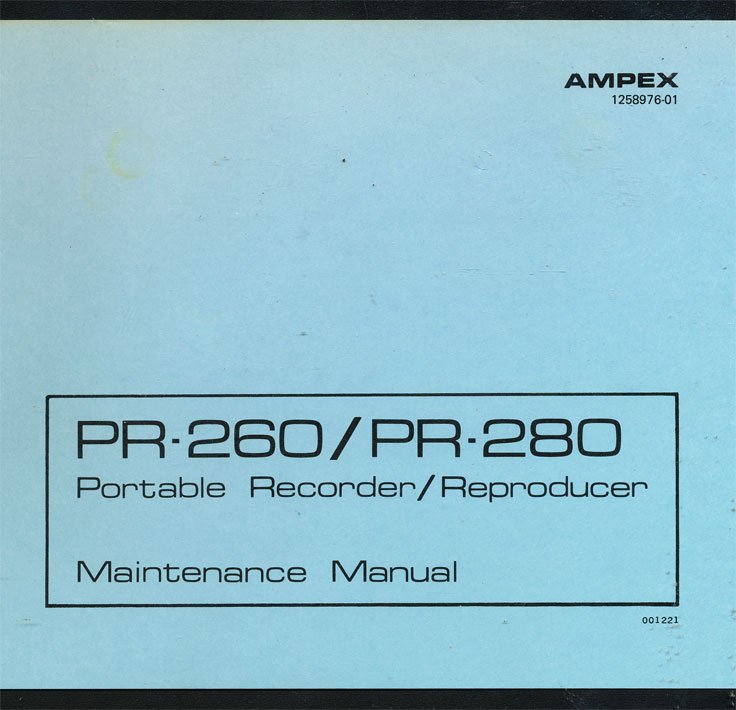 AMPEX
1258976-01
PR-260/PR-280
Portable Recorder/Reproducer
Maintenance Manual
001221